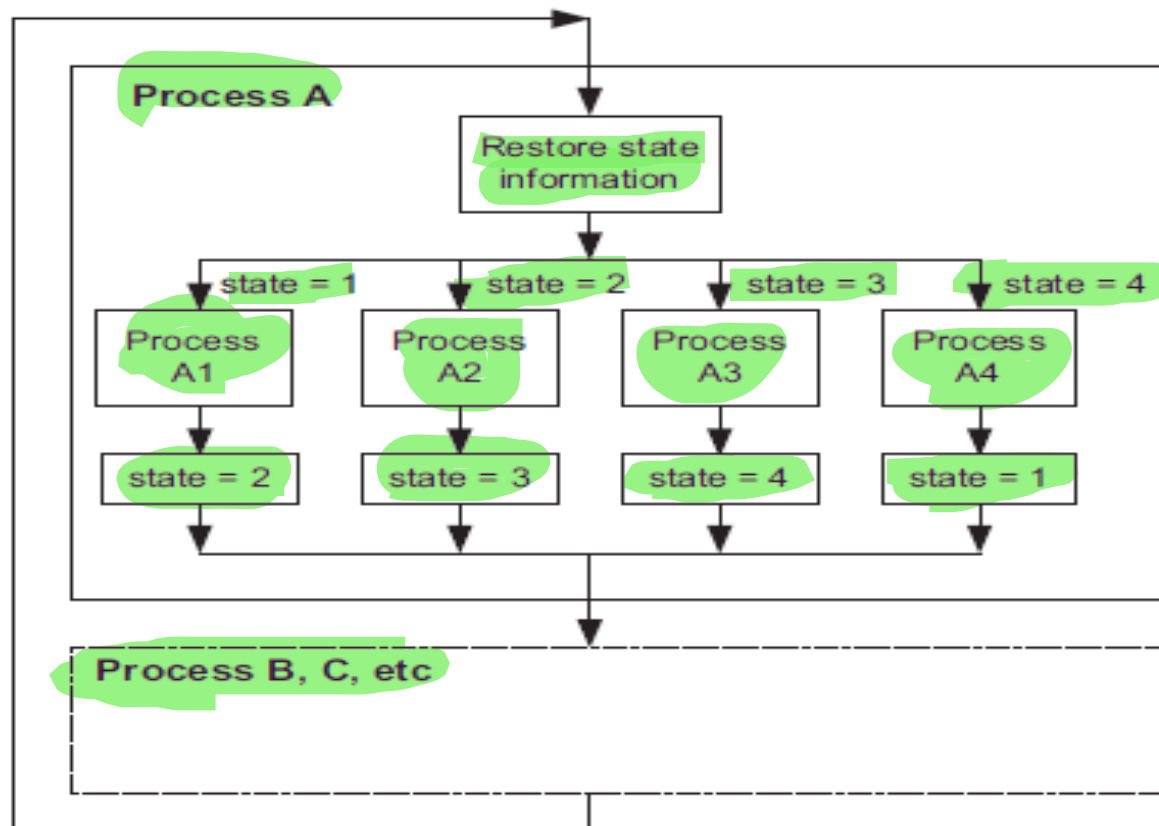 Process A
Restore state
information
state = 1
state = 2
state = 3
state = 4
Process
A1
Process
A2
Process
A3
Process
A4
state = 2
state = 3
state = 4
state = 1
Process B, C, etc